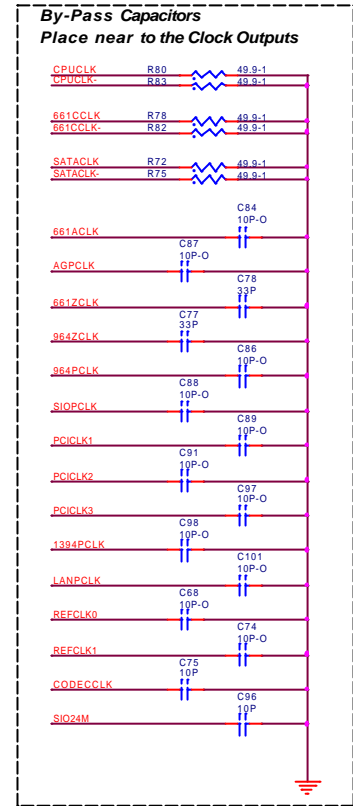 By-Pass Capacitors
Place near to the Clock Outputs
CPUCLK R80 49.9-1
CPUCLK- R83 49.9-1
661CCLK R78 49.9-1
661CCLK- R82 49.9-1
SATACLK R72 49.9-1
SATACLK- R75 49.9-1
C84
10P-O
661ACLK
C87
10P-O
AGPCLK
C78
33P
661ZCLK
C77
33P
964ZCLK
C86
10P-O
964PCLK
C88
10P-O
SIOPCLK
C89
10P-O
PCICLK1
C91
10P-O
PCICLK2
C97
10P-O
PCICLK3
C98
10P-O
1394PCLK
C101
10P-O
LANPCLK
C68
10P-O
REFCLK0
C74
10P-O
REFCLK1
C75
10P
CODECCLK
C96
10P
SIO24M